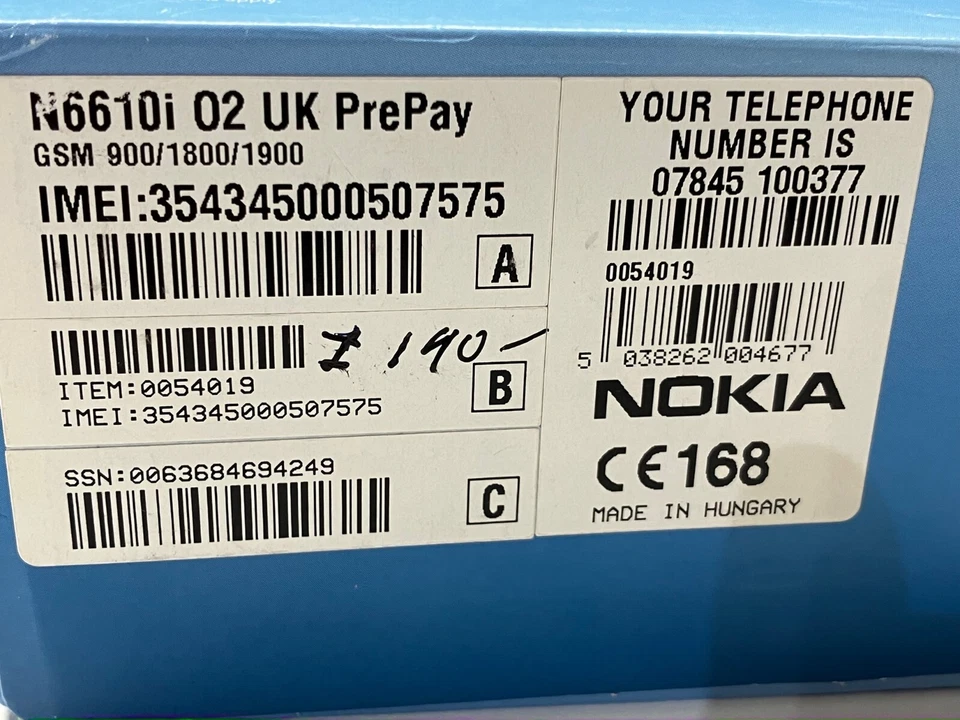 N6610i O2 UK PrePay
GSM 900/1800/1900
IMEI:354345000507575
A
190-
ITEM:0054019
IMEI:354345000507575
B
SSN:0063684694249
C
YOUR TELEPHONE
NUMBER IS
07845 100377
0054019
5 038262 004677
NOKIA
CE168
MADE IN HUNGARY